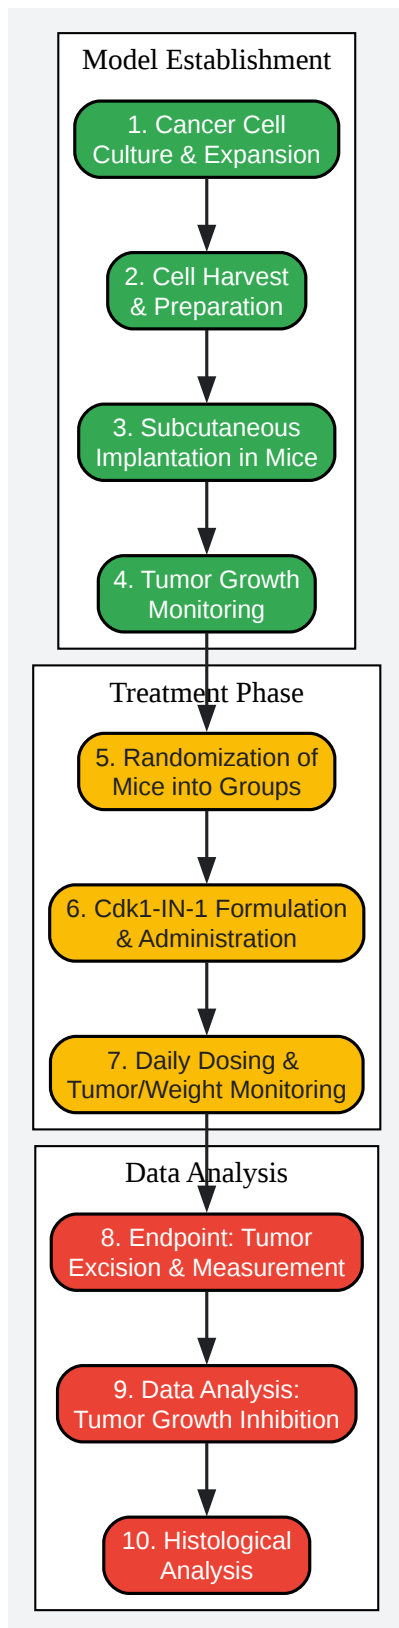 Model Establishment
1. Cancer Cell
Culture & Expansion
2. Cell Harvest
& Preparation
3. Subcutaneous
Implantation in Mice
4. Tumor Growth
Monitoring
Treatment Phase
5. Randomization of
Mice into Groups
6. Cdk1-IN-1 Formulation
& Administration
7. Daily Dosing &
Tumor/Weight Monitoring
Data Analysis
8. Endpoint: Tumor
Excision & Measurement
9. Data Analysis:
Tumor Growth Inhibition
10. Histological
Analysis